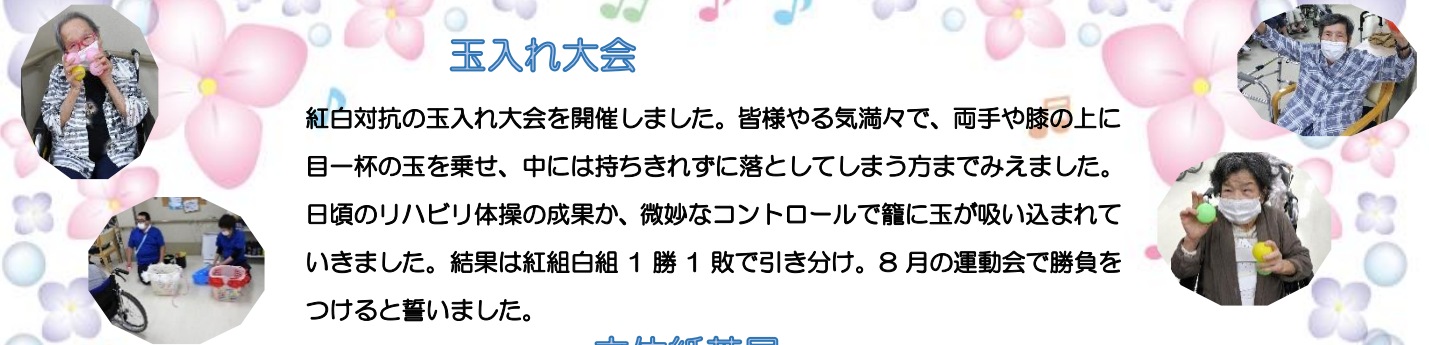 玉入れ大会
紅白対抗の玉入れ大会を開催しました。皆様やる気満々で、両手や膝の上に
目一杯の玉を乗せ、中には持ちきれずに落としてしまう方までみえました。
日頃のリハビリ体操の成果か、微妙なコントロールで籠に玉が吸い込まれて
いきました。結果は紅組白組 1 勝 1 敗で引き分け。8 月の運動会で勝負を
つけると誓いました。